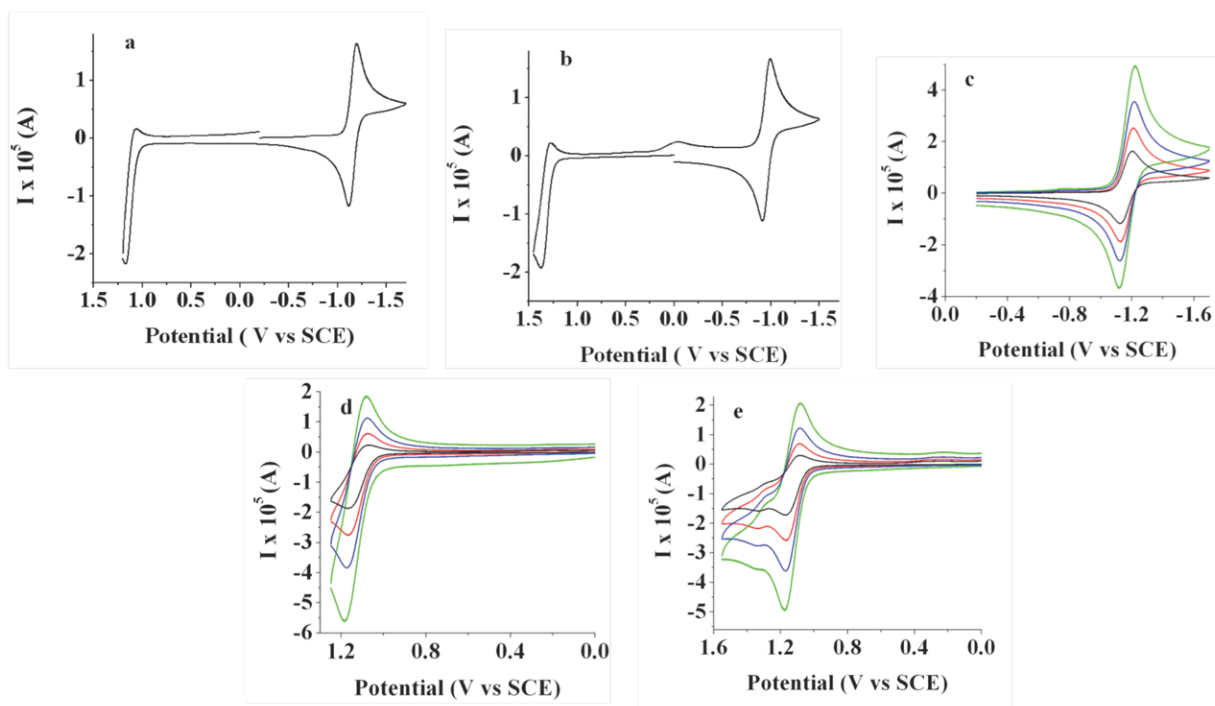 a
I x 10⁵ (A)
1
0
-1
-2
1.5 1.0 0.5 0.0 -0.5 -1.0 -1.5
Potential ( V vs SCE)
b
I x 10⁵ (A)
1
0
-1
-2
1.5 1.0 0.5 0.0 -0.5 -1.0 -1.5
Potential ( V vs SCE)
c
I x 10⁵ (A)
4
2
0
-2
-4
0.0 -0.4 -0.8 -1.2 -1.6
Potential (V vs SCE)
d
I x 10⁵ (A)
2
1
0
-1
-2
-3
-4
-5
-6
1.2 0.8 0.4 0.0
Potential (V vs SCE)
e
I x 10⁵ (A)
2
1
0
-1
-2
-3
-4
-5
1.6 1.2 0.8 0.4 0.0
Potential (V vs SCE)